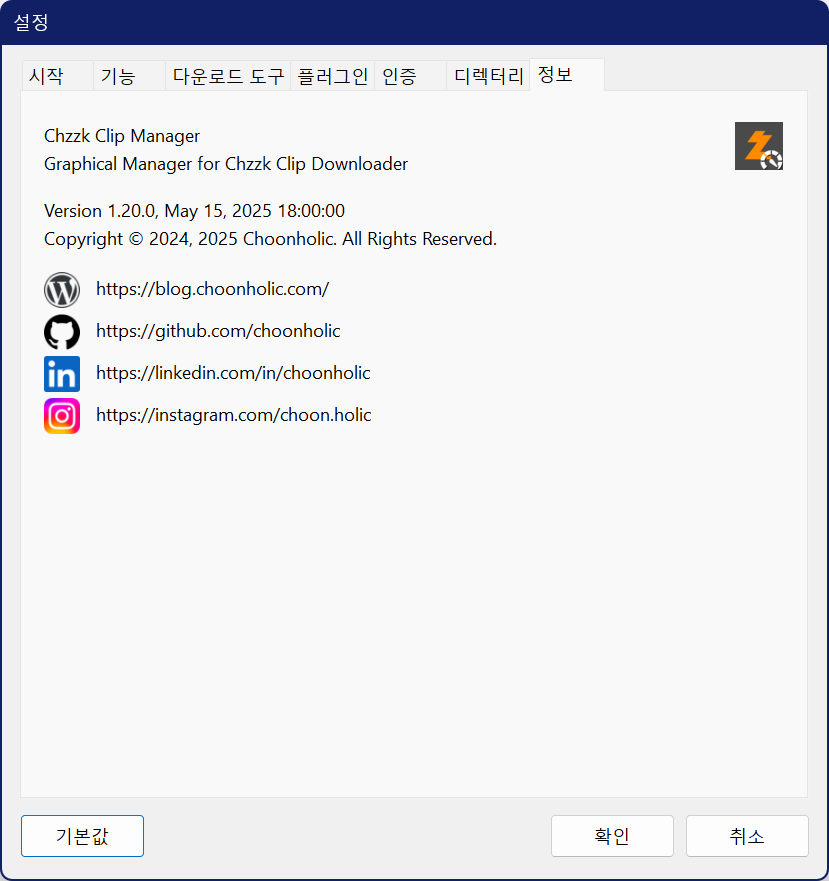 설정
시작 기능 다운로드 도구 플러그인 인증 디렉터리 정보
Chzzk Clip Manager
Graphical Manager for Chzzk Clip Downloader
Version 1.20.0, May 15, 2025 18:00:00
Copyright © 2024, 2025 Choonholic. All Rights Reserved.
https://blog.choonholic.com/
https://github.com/choonholic
https://linkedin.com/in/choonholic
https://instagram.com/choon.holic
기본값 확인 취소